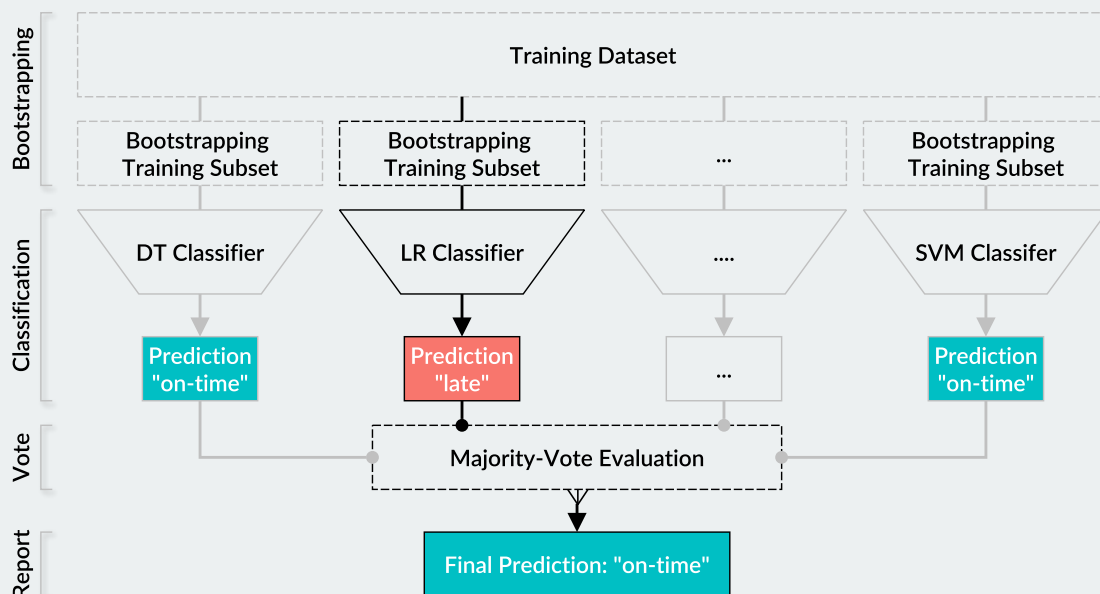 Bootstrapping
Training Dataset
Bootstrapping
Training Subset
Bootstrapping
Training Subset
...
Bootstrapping
Training Subset
Classification
DT Classifier
LR Classifier
....
SVM Classifer
Prediction
"on-time"
Prediction
"late"
...
Prediction
"on-time"
Vote
Majority-Vote Evaluation
Report
Final Prediction: "on-time"